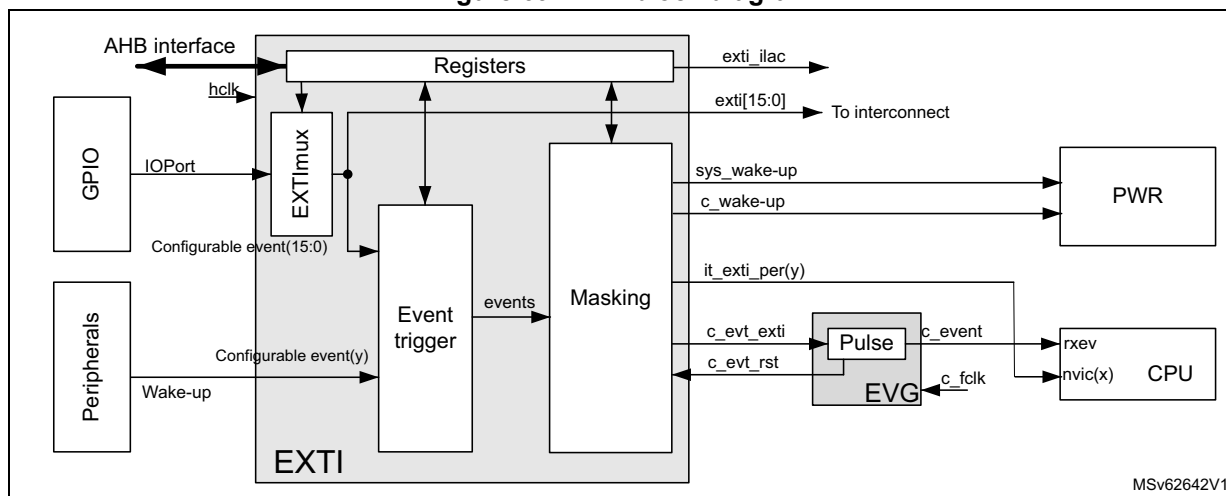 AHB interface
Registers
exti_ilac
hclk
exti[15:0]
To interconnect
GPIO
IOPort
EXTImux
sys_wake-up
PWR
c_wake-up
Configurable event(15:0)
it_exti_per(y)
Masking
events
Event
trigger
Peripherals
Configurable event(y)
Wake-up
c_evt_exti
Pulse
c_event
rxev
c_evt_rst
nvic(x)
CPU
c_fclk
EVG
EXTI
MSv62642V1